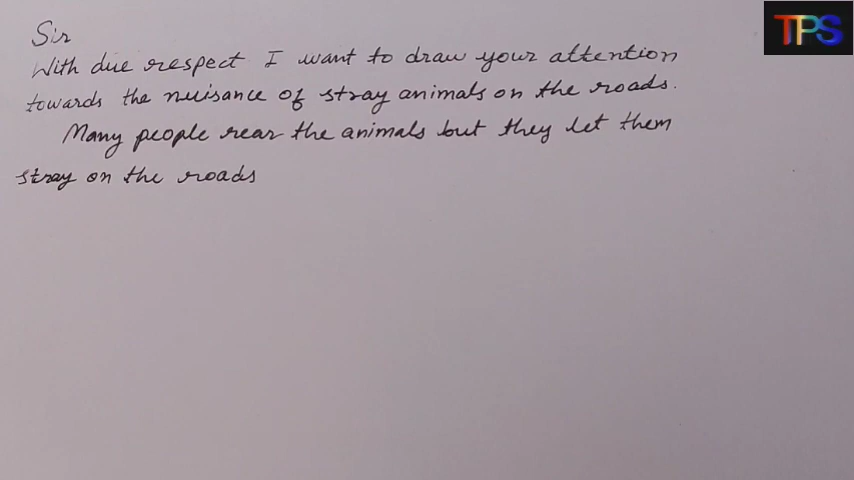 TPS
Sir
With due respect I want to draw your attention
towards the nuisance of stray animals on the roads.
Many people rear the animals but they let them
stray on the roads